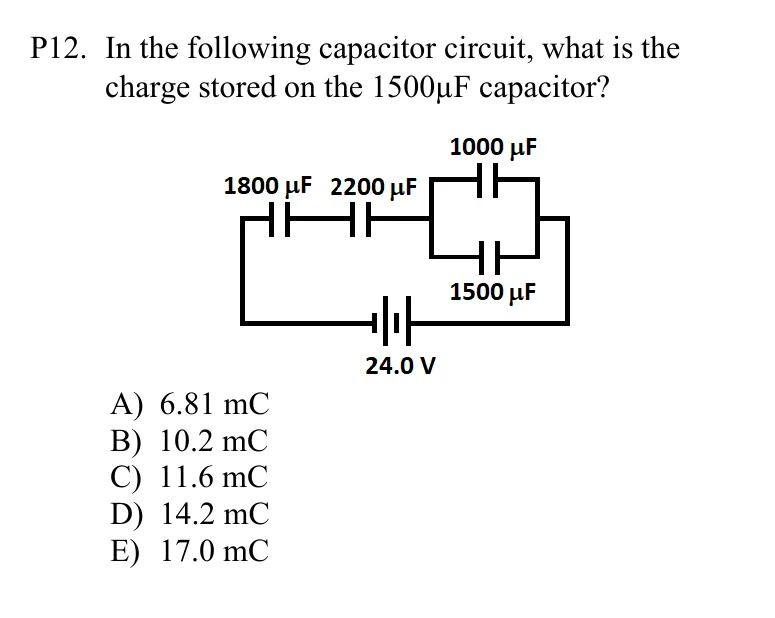 P12. In the following capacitor circuit, what is the
charge stored on the 1500μF capacitor?
1000 μF
1800 μF 2200 μF
1500 μF
24.0 V
A) 6.81 mC
B) 10.2 mC
C) 11.6 mC
D) 14.2 mC
E) 17.0 mC